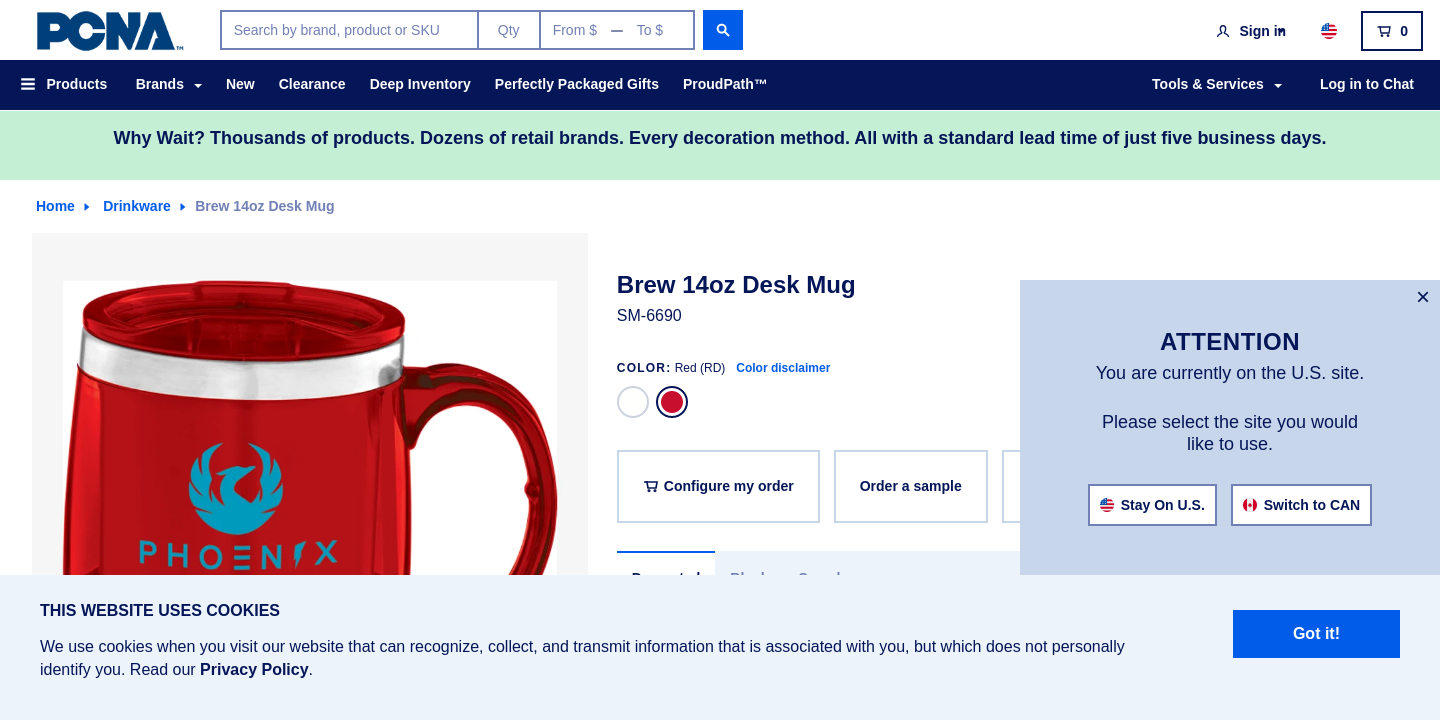 PCNA™
Search by brand, product or SKU
Qty
From $ — To $
Sign in
0
Products
Brands
New
Clearance
Deep Inventory
Perfectly Packaged Gifts
ProudPath™
Tools & Services
Log in to Chat
Why Wait? Thousands of products. Dozens of retail brands. Every decoration method. All with a standard lead time of just five business days.
Home
Drinkware
Brew 14oz Desk Mug
PHOENIX
Brew 14oz Desk Mug
SM-6690
COLOR: Red (RD) Color disclaimer
Configure my order
Order a sample
×
ATTENTION
You are currently on the U.S. site.
Please select the site you would
like to use.
Stay On U.S.
Switch to CAN
THIS WEBSITE USES COOKIES
We use cookies when you visit our website that can recognize, collect, and transmit information that is associated with you, but which does not personally
identify you. Read our Privacy Policy.
Got it!